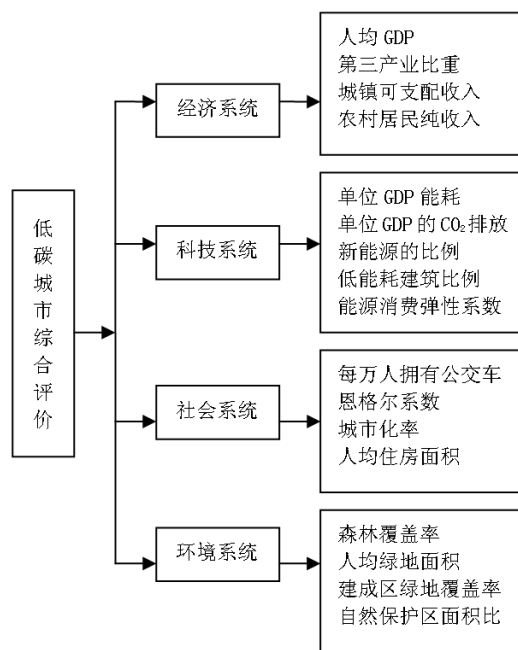 低碳城市综合评价
经济系统
人均 GDP
第三产业比重
城镇可支配收入
农村居民纯收入
科技系统
单位 GDP 能耗
单位 GDP 的 CO₂排放
新能源的比例
低能耗建筑比例
能源消费弹性系数
社会系统
每万人拥有公交车
恩格尔系数
城市化率
人均住房面积
环境系统
森林覆盖率
人均绿地面积
建成区绿地覆盖率
自然保护区面积比